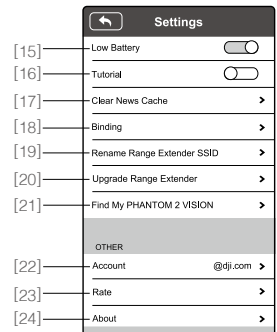 Settings
[15] Low Battery
[16] Tutorial
[17] Clear News Cache
[18] Binding
[19] Rename Range Extender SSID
[20] Upgrade Range Extender
[21] Find My PHANTOM 2 VISION
OTHER
[22] Account @dji.com
[23] Rate
[24] About